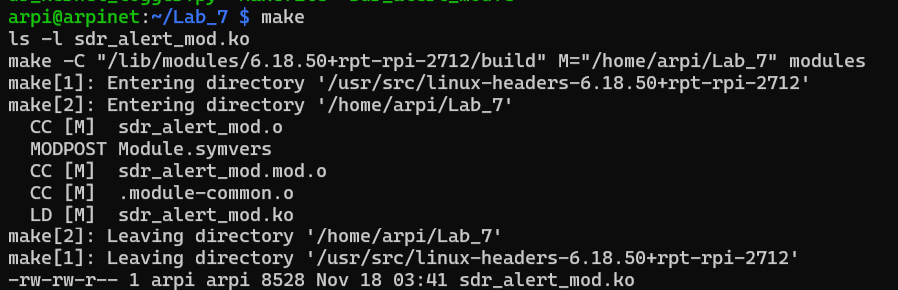 arpi@arpinet:~/Lab_7 $ make
ls -l sdr_alert_mod.ko
make -C "/lib/modules/6.18.50+rpt-rpi-2712/build" M="/home/arpi/Lab_7" modules
make[1]: Entering directory '/usr/src/linux-headers-6.18.50+rpt-rpi-2712'
make[2]: Entering directory '/home/arpi/Lab_7'
  CC [M]  sdr_alert_mod.o
  MODPOST Module.symvers
  CC [M]  sdr_alert_mod.mod.o
  CC [M]  .module-common.o
  LD [M]  sdr_alert_mod.ko
make[2]: Leaving directory '/home/arpi/Lab_7'
make[1]: Leaving directory '/usr/src/linux-headers-6.18.50+rpt-rpi-2712'
-rw-rw-r-- 1 arpi arpi 8528 Nov 18 03:41 sdr_alert_mod.ko